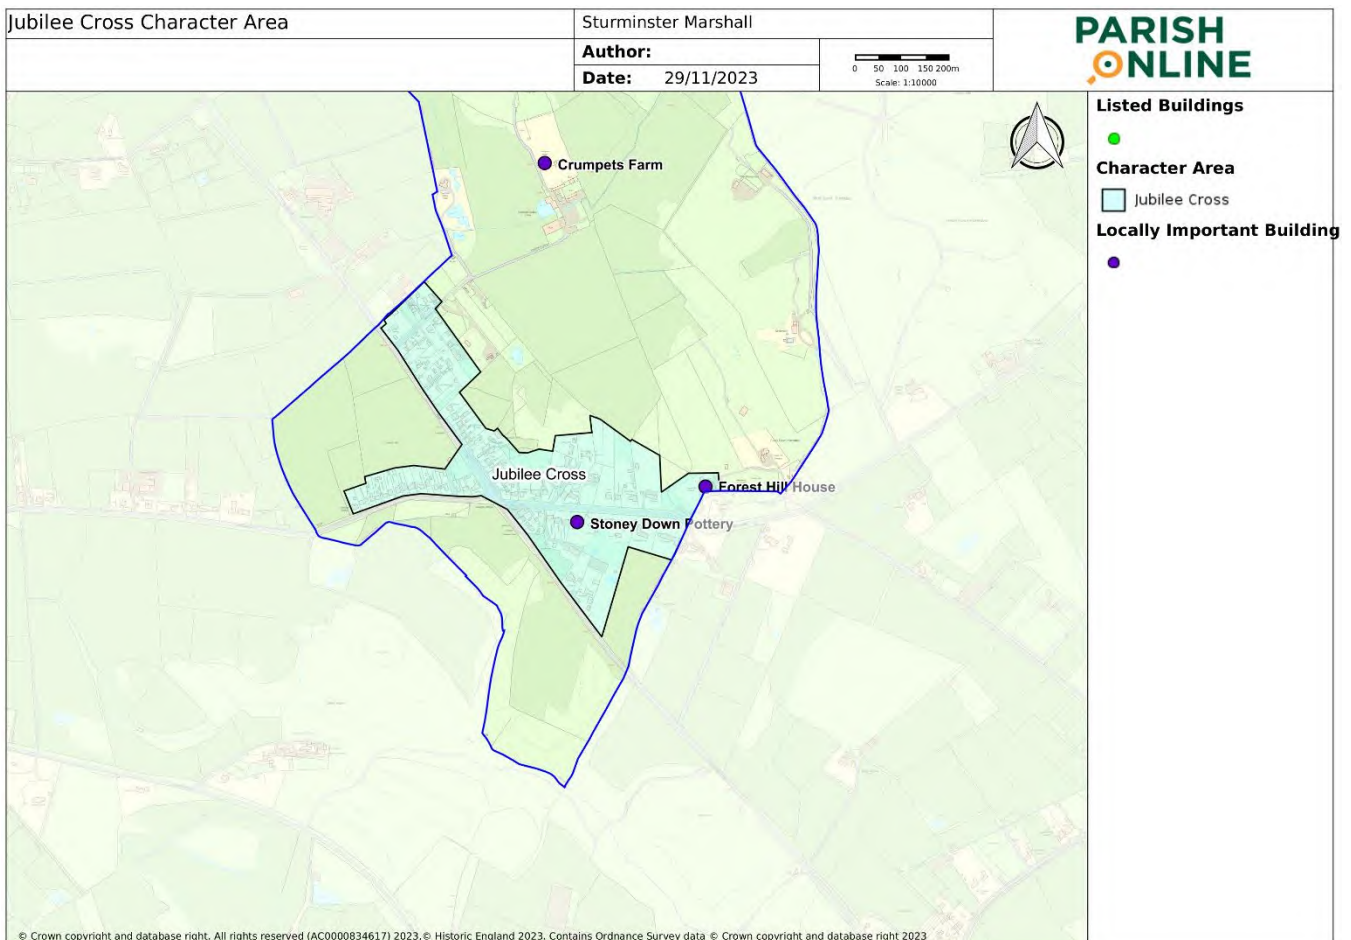 Jubilee Cross Character Area
Sturminster Marshall
Author:
Date: 29/11/2023
0 50 100 150 200m
Scale: 1:10000
PARISH
ONLINE
Listed Buildings
Character Area
Jubilee Cross
Locally Important Building
Crumpets Farm
Jubilee Cross
Forest Hill House
Stoney Down Pottery
© Crown copyright and database right. All rights reserved (AC0000834617) 2023.© Historic England 2023. Contains Ordnance Survey data © Crown copyright and database right 2023